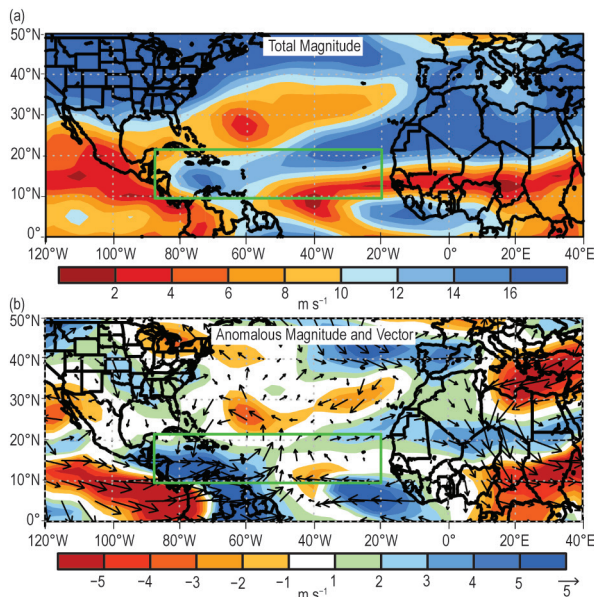 (a)
50°N
Total Magnitude
40°N
30°N
20°N
10°N
0°
120°W 100°W 80°W 60°W 40°W 20°W 0° 20°E 40°E
2 4 6 8 10 12 14 16
m s⁻¹
(b)
50°N
Anomalous Magnitude and Vector
40°N
30°N
20°N
10°N
0°
120°W 100°W 80°W 60°W 40°W 20°W 0° 20°E 40°E
−5 −4 −3 −2 −1 1 2 3 4 5 5
m s⁻¹